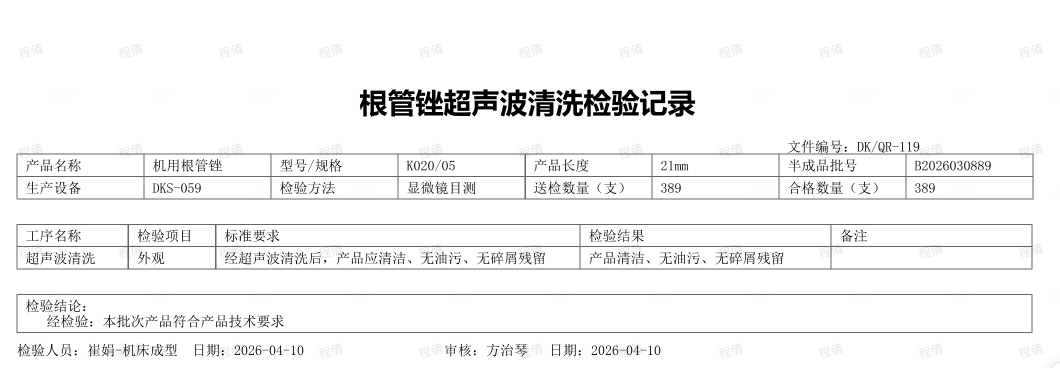 根管锉超声波清洗检验记录
文件编号: DK/QR-119
产品名称 机用根管锉 型号/规格 K020/05 产品长度 21mm 半成品批号 B2026030889
生产设备 DKS-059 检验方法 显微镜目测 送检数量（支） 389 合格数量（支） 389
工序名称 检验项目 标准要求 检验结果 备注
超声波清洗 外观 经超声波清洗后，产品应清洁、无油污、无碎屑残留 产品清洁、无油污、无碎屑残留
检验结论：
经检验：本批次产品符合产品技术要求
检验人员：崔娟-机床成型 日期：2026-04-10 审核：方治琴 日期：2026-04-10